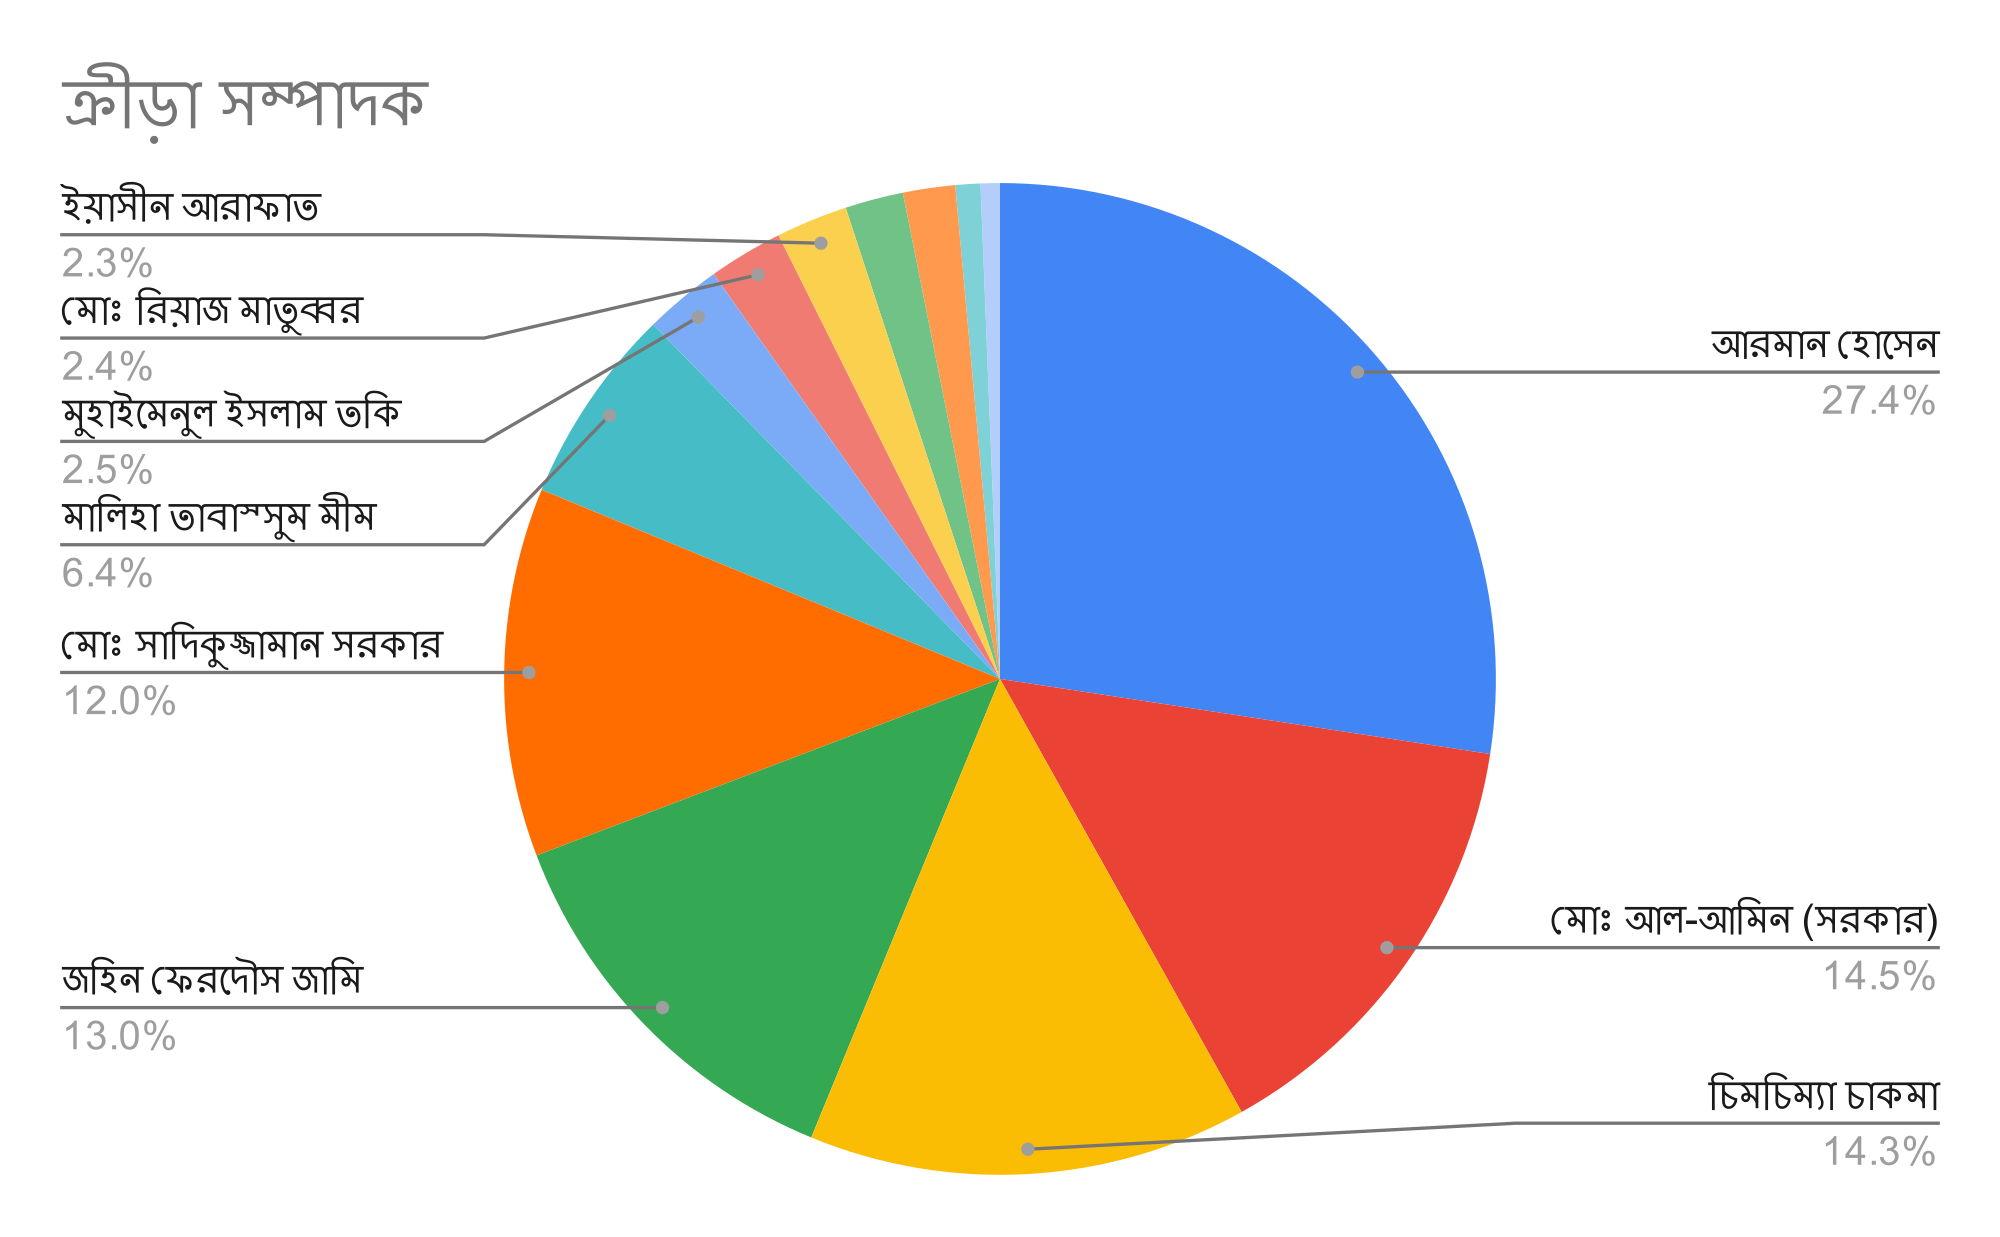 ক্রীড়া সম্পাদক
ইয়াসীন আরাফাত
2.3%
মোঃ রিয়াজ মাতুব্বর
2.4%
মুহাইমেনুল ইসলাম তকি
2.5%
মালিহা তাবাস্সুম মীম
6.4%
মোঃ সাদিকুজ্জামান সরকার
12.0%
জহিন ফেরদৌস জামি
13.0%
আরমান হোসেন
27.4%
মোঃ আল-আমিন (সরকার)
14.5%
চিমচিম্যা চাকমা
14.3%